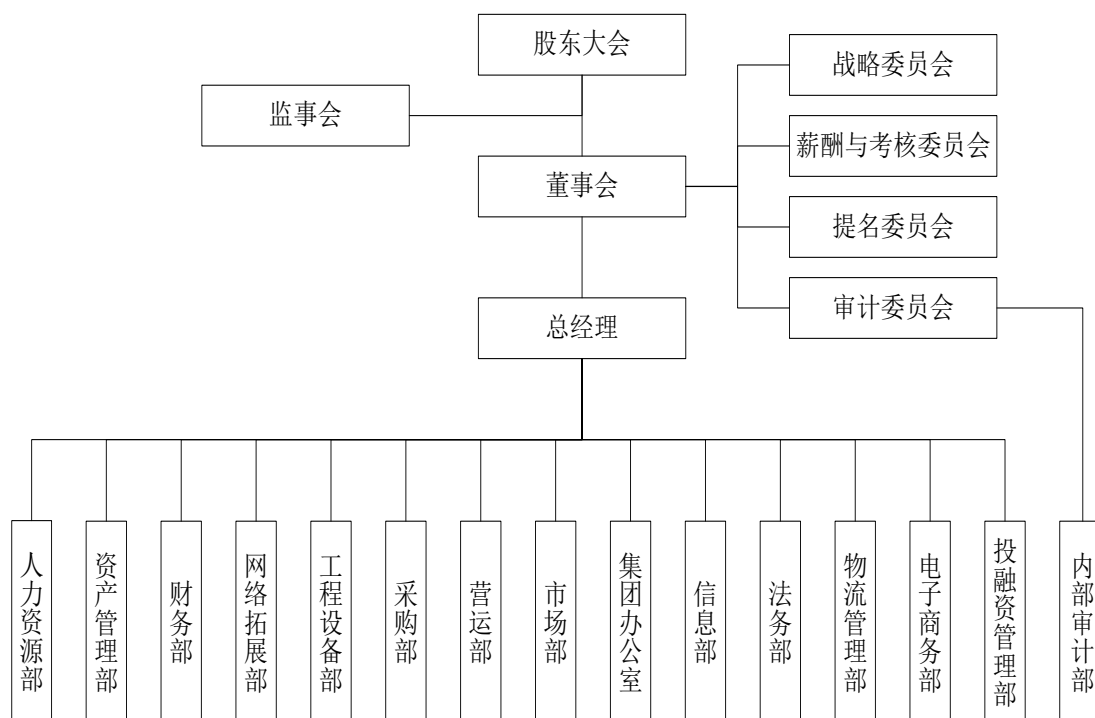 股东大会
战略委员会
监事会
薪酬与考核委员会
董事会
提名委员会
审计委员会
总经理
人力资源部
资产管理部
财务部
网络拓展部
工程设备部
采购部
营运部
市场部
集团办公室
信息部
法务部
物流管理部
电子商务部
投融资管理部
内部审计部